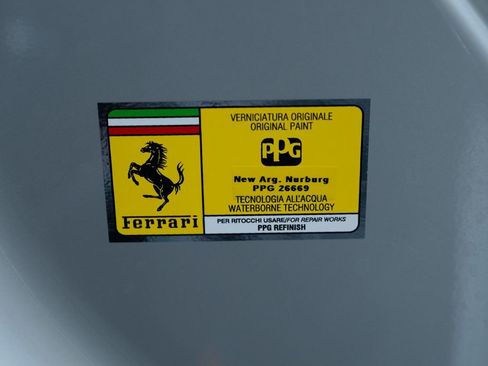 Ferrari
VERNICIATURA ORIGINALE
ORIGINAL PAINT
PPG
New Arg. Nurburg
PPG 26669
TECNOLOGIA ALL'ACQUA
WATERBORNE TECHNOLOGY
PER RITOCCHI USARE/FOR REPAIR WORKS
PPG REFINISH